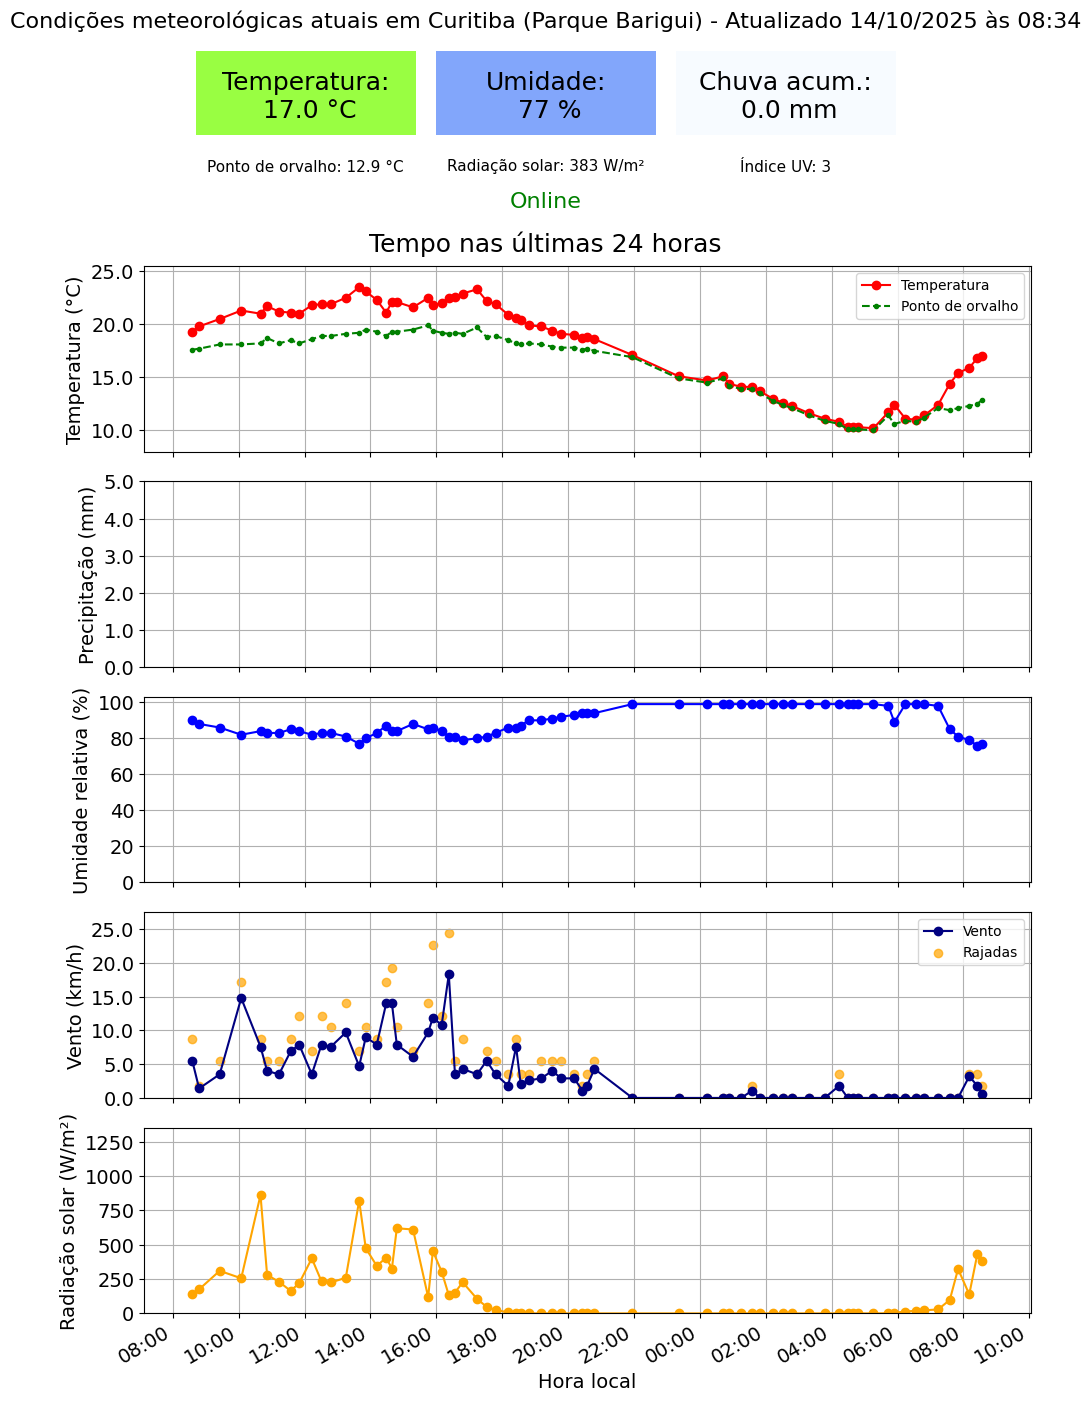 Condições meteorológicas atuais em Curitiba (Parque Barigui) - Atualizado 14/10/2025 às 08:34
Temperatura:
17.0 °C
Umidade:
77 %
Chuva acum.:
0.0 mm
Ponto de orvalho: 12.9 °C
Radiação solar: 383 W/m²
Índice UV: 3
Online
Tempo nas últimas 24 horas
Temperatura (°C)
25.0
20.0
15.0
10.0
Temperatura
Ponto de orvalho
Precipitação (mm)
5.0
4.0
3.0
2.0
1.0
0.0
Umidade relativa (%)
100
80
60
40
20
0
Vento (km/h)
25.0
20.0
15.0
10.0
5.0
0.0
Vento
Rajadas
Radiação solar (W/m²)
1250
1000
750
500
250
0
08:00
10:00
12:00
14:00
16:00
18:00
20:00
22:00
00:00
02:00
04:00
06:00
08:00
10:00
Hora local